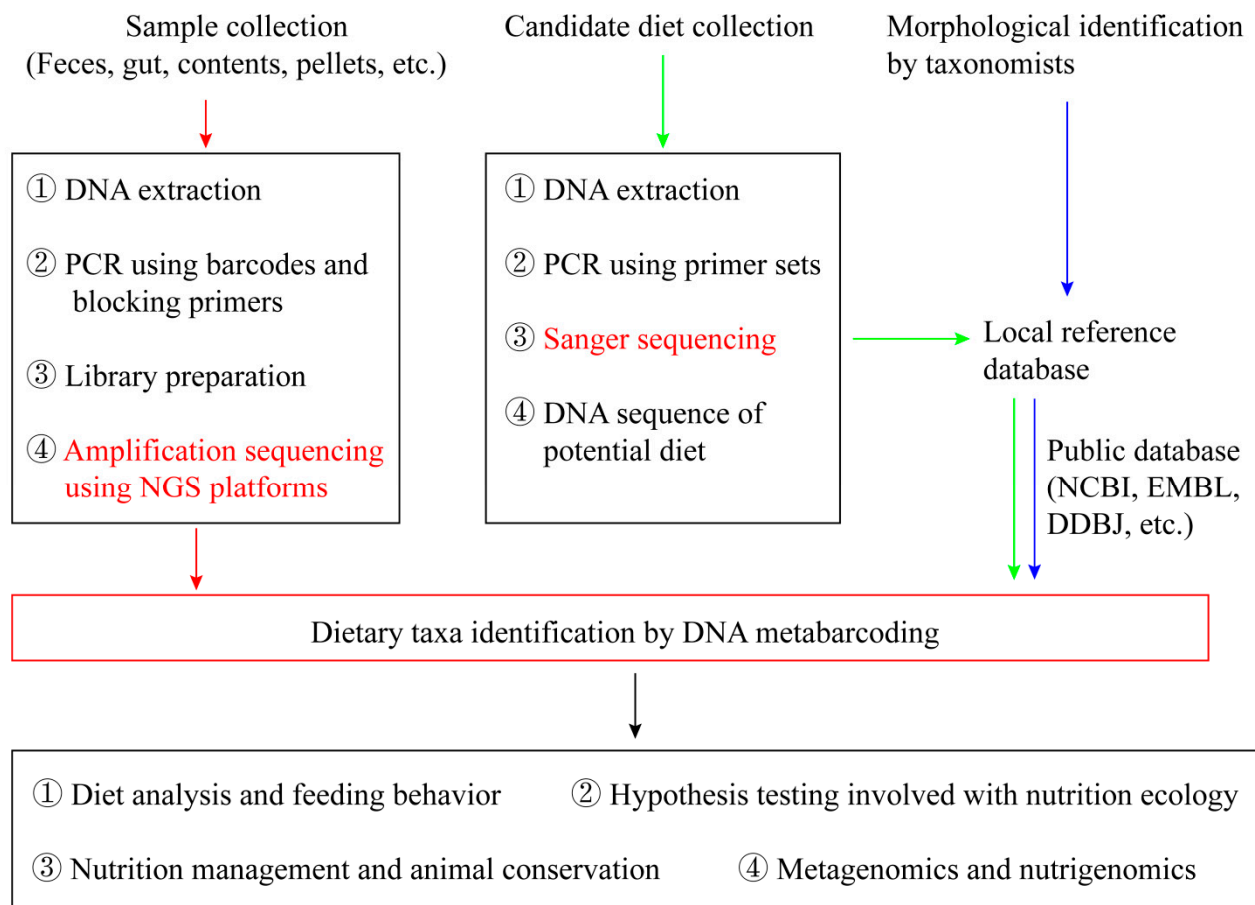 Sample collection
(Feces, gut, contents, pellets, etc.)
① DNA extraction
② PCR using barcodes and
blocking primers
③ Library preparation
④ Amplification sequencing
using NGS platforms
Candidate diet collection
① DNA extraction
② PCR using primer sets
③ Sanger sequencing
④ DNA sequence of
potential diet
Morphological identification
by taxonomists
Local reference
database
Public database
(NCBI, EMBL,
DDBJ, etc.)
Dietary taxa identification by DNA metabarcoding
① Diet analysis and feeding behavior
② Hypothesis testing involved with nutrition ecology
③ Nutrition management and animal conservation
④ Metagenomics and nutrigenomics